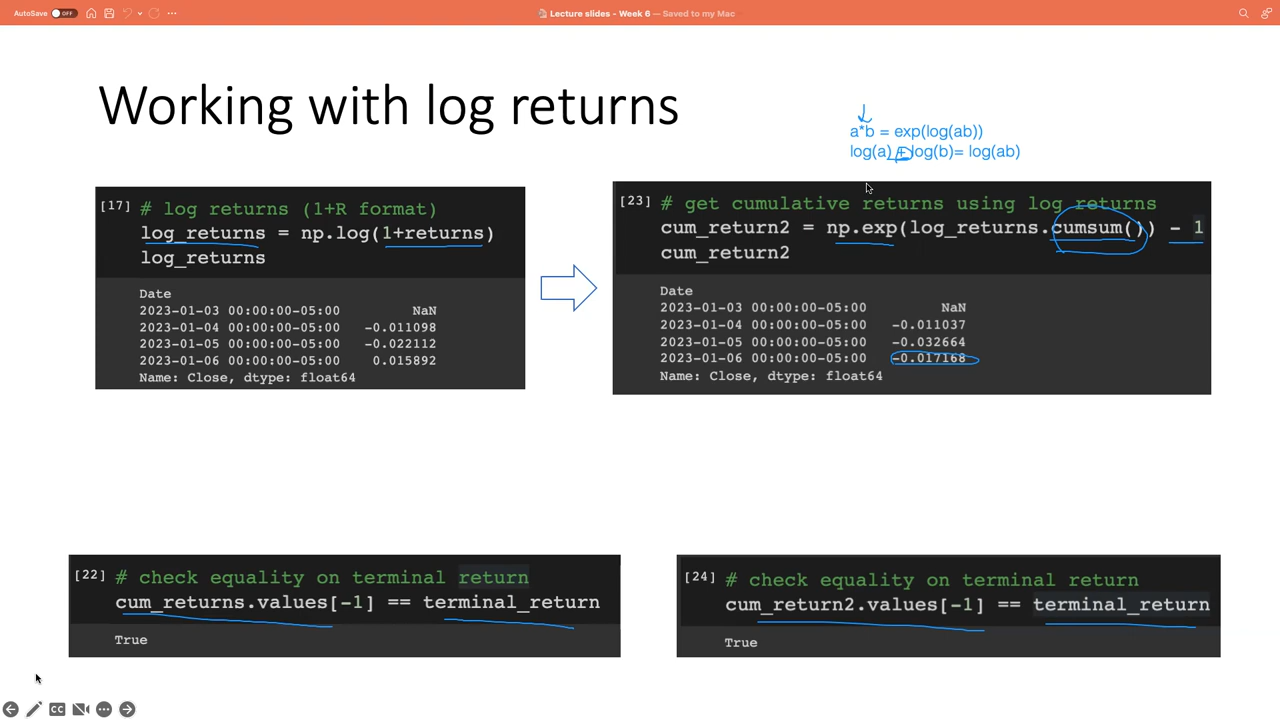 AutoSave OFF
Lecture slides - Week 6 — Saved to my Mac
Working with log returns
a*b = exp(log(ab))
log(a) + log(b)= log(ab)
[17] # log returns (1+R format)
log_returns = np.log(1+returns)
log_returns
Date
2023-01-03 00:00:00-05:00 NaN
2023-01-04 00:00:00-05:00 -0.011098
2023-01-05 00:00:00-05:00 -0.022112
2023-01-06 00:00:00-05:00 0.015892
Name: Close, dtype: float64
[23] # get cumulative returns using log returns
cum_return2 = np.exp(log_returns.cumsum()) - 1
cum_return2
Date
2023-01-03 00:00:00-05:00 NaN
2023-01-04 00:00:00-05:00 -0.011037
2023-01-05 00:00:00-05:00 -0.032664
2023-01-06 00:00:00-05:00 -0.017168
Name: Close, dtype: float64
[22] # check equality on terminal return
cum_returns.values[-1] == terminal_return
True
[24] # check equality on terminal return
cum_return2.values[-1] == terminal_return
True
CC